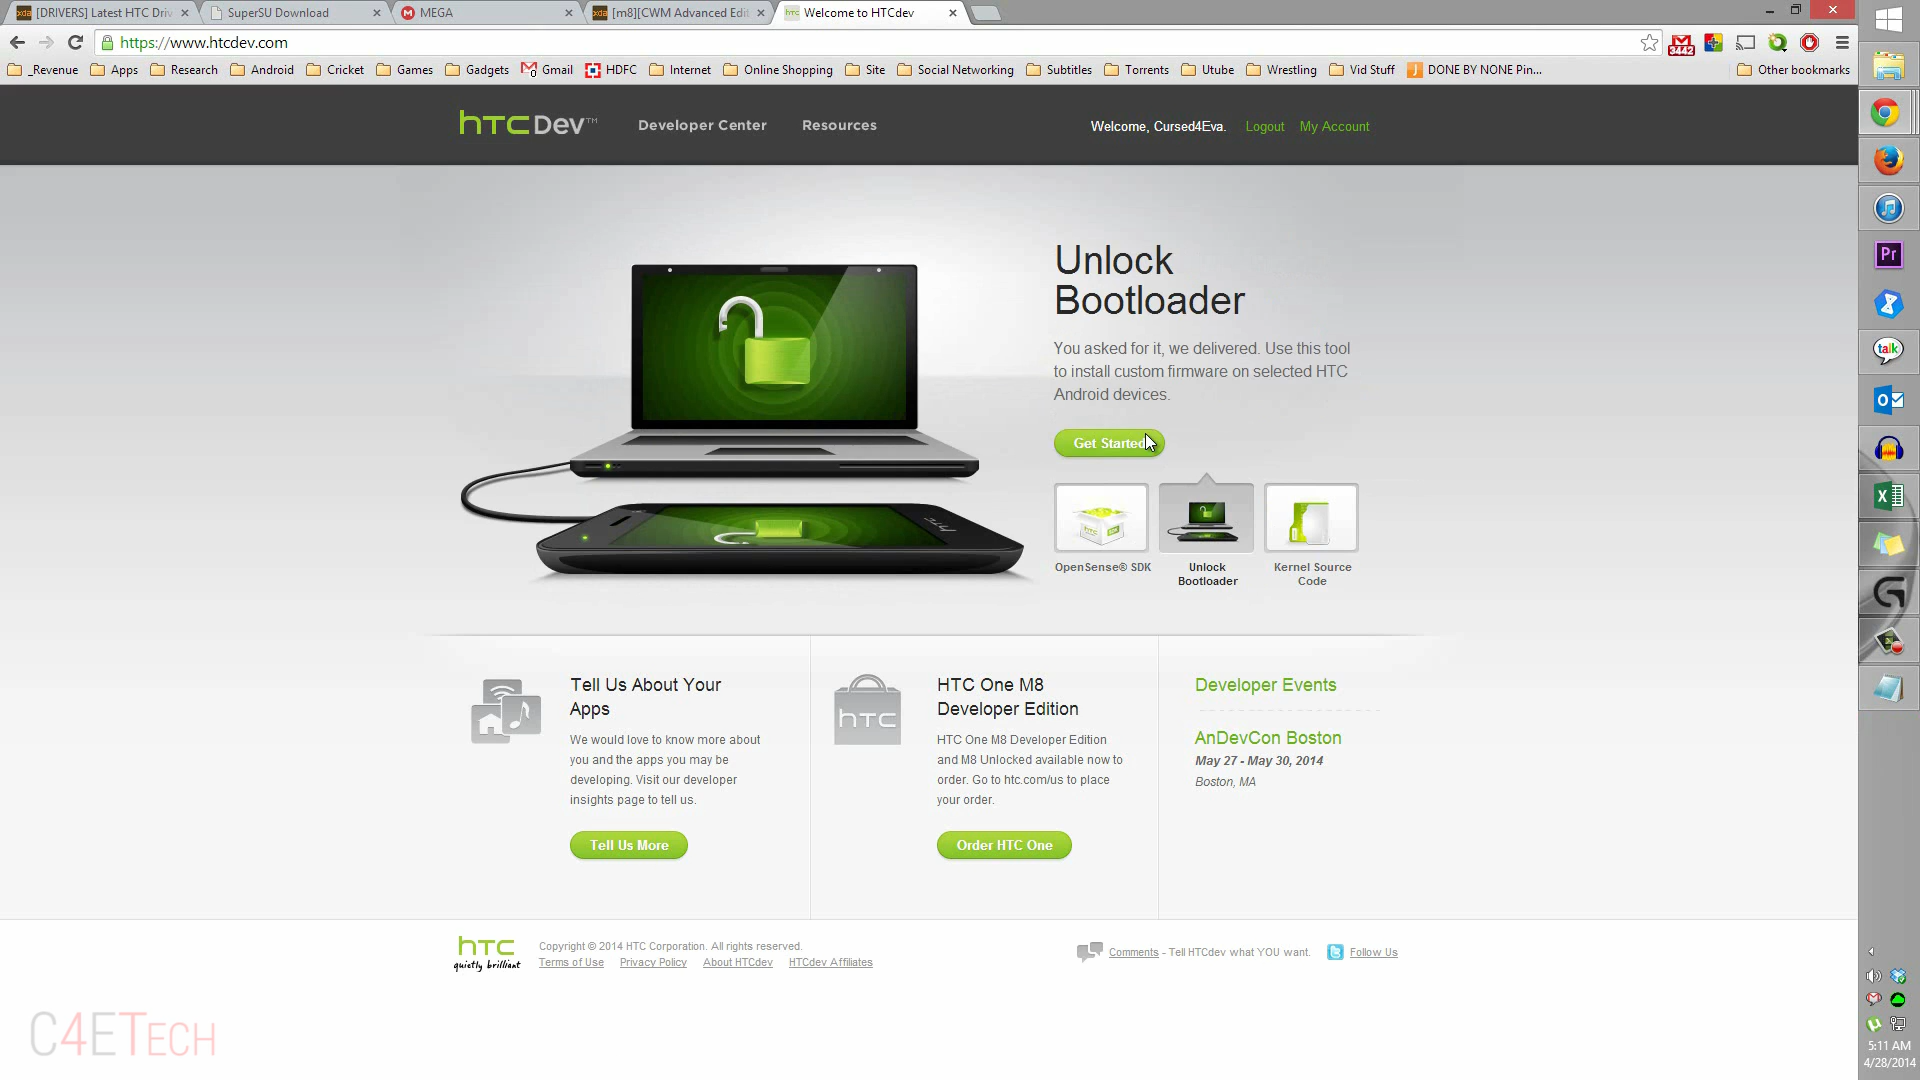 [DRIVERS] Latest HTC Driv
SuperSU Download
MEGA
[m8][CWM Advanced Edit
Welcome to HTCdev
https://www.htcdev.com
3442
_Revenue
Apps
Research
Android
Cricket
Games
Gadgets
Gmail
HDFC
Internet
Online Shopping
Site
Social Networking
Subtitles
Torrents
Utube
Wrestling
Vid Stuff
DONE BY NONE Pin...
Other bookmarks
hTC Dev™
Developer Center
Resources
Welcome, Cursed4Eva.
Logout
My Account
Unlock
Bootloader
You asked for it, we delivered. Use this tool
to install custom firmware on selected HTC
Android devices.
Get Started
OpenSense® SDK
Unlock
Bootloader
Kernel Source
Code
Tell Us About Your
Apps
We would love to know more about
you and the apps you may be
developing. Visit our developer
insights page to tell us.
Tell Us More
hTC
HTC One M8
Developer Edition
HTC One M8 Developer Edition
and M8 Unlocked available now to
order. Go to htc.com/us to place
your order.
Order HTC One
Developer Events
AnDevCon Boston
May 27 - May 30, 2014
Boston, MA
hTC
quietly brilliant
Copyright © 2014 HTC Corporation. All rights reserved.
Terms of Use
Privacy Policy
About HTCdev
HTCdev Affiliates
Comments - Tell HTCdev what YOU want.
Follow Us
C4ETECH
Pr
talk
5:11 AM
4/28/2014